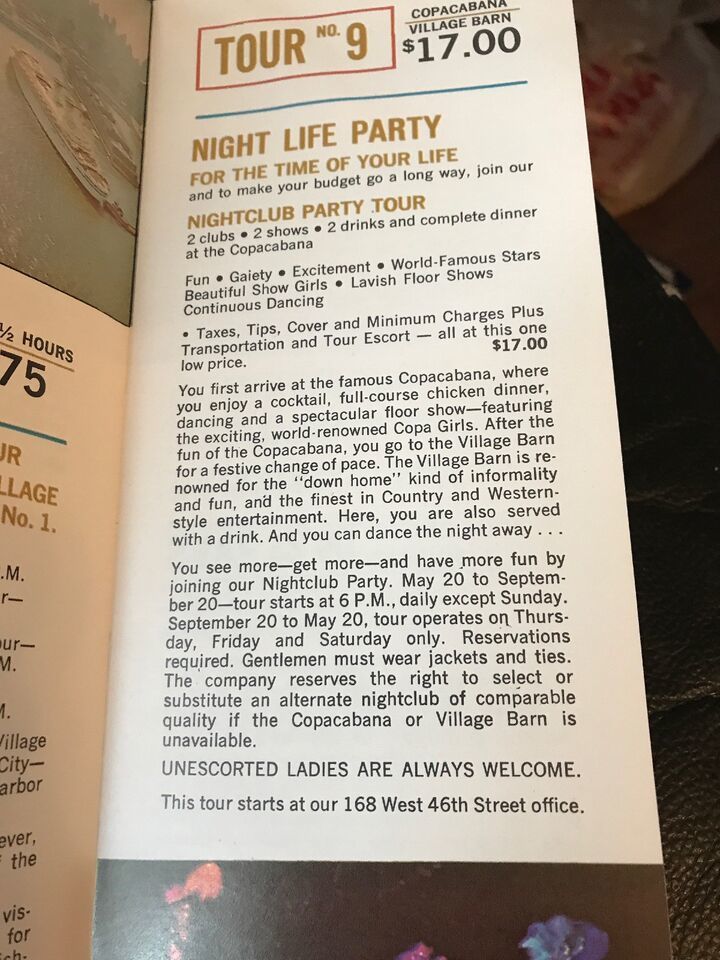 TOUR NO. 9
COPACABANA
VILLAGE BARN
$17.00
NIGHT LIFE PARTY
FOR THE TIME OF YOUR LIFE
and to make your budget go a long way, join our
NIGHTCLUB PARTY TOUR
2 clubs • 2 shows • 2 drinks and complete dinner
at the Copacabana
Fun • Gaiety • Excitement • World-Famous Stars
Beautiful Show Girls • Lavish Floor Shows
Continuous Dancing
• Taxes, Tips, Cover and Minimum Charges Plus
Transportation and Tour Escort — all at this one
low price. $17.00
You first arrive at the famous Copacabana, where
you enjoy a cocktail, full-course chicken dinner,
dancing and a spectacular floor show—featuring
the exciting, world-renowned Copa Girls. After the
fun of the Copacabana, you go to the Village Barn
for a festive change of pace. The Village Barn is re-
nowned for the "down home" kind of informality
and fun, and the finest in Country and Western-
style entertainment. Here, you are also served
with a drink. And you can dance the night away . . .
You see more—get more—and have more fun by
joining our Nightclub Party. May 20 to Septem-
ber 20—tour starts at 6 P.M., daily except Sunday.
September 20 to May 20, tour operates on Thurs-
day, Friday and Saturday only. Reservations
required. Gentlemen must wear jackets and ties.
The company reserves the right to select or
substitute an alternate nightclub of comparable
quality if the Copacabana or Village Barn is
unavailable.
UNESCORTED LADIES ARE ALWAYS WELCOME.
This tour starts at our 168 West 46th Street office.
½ HOURS
75
No. 1.
City—
ever,
the
vis-
for